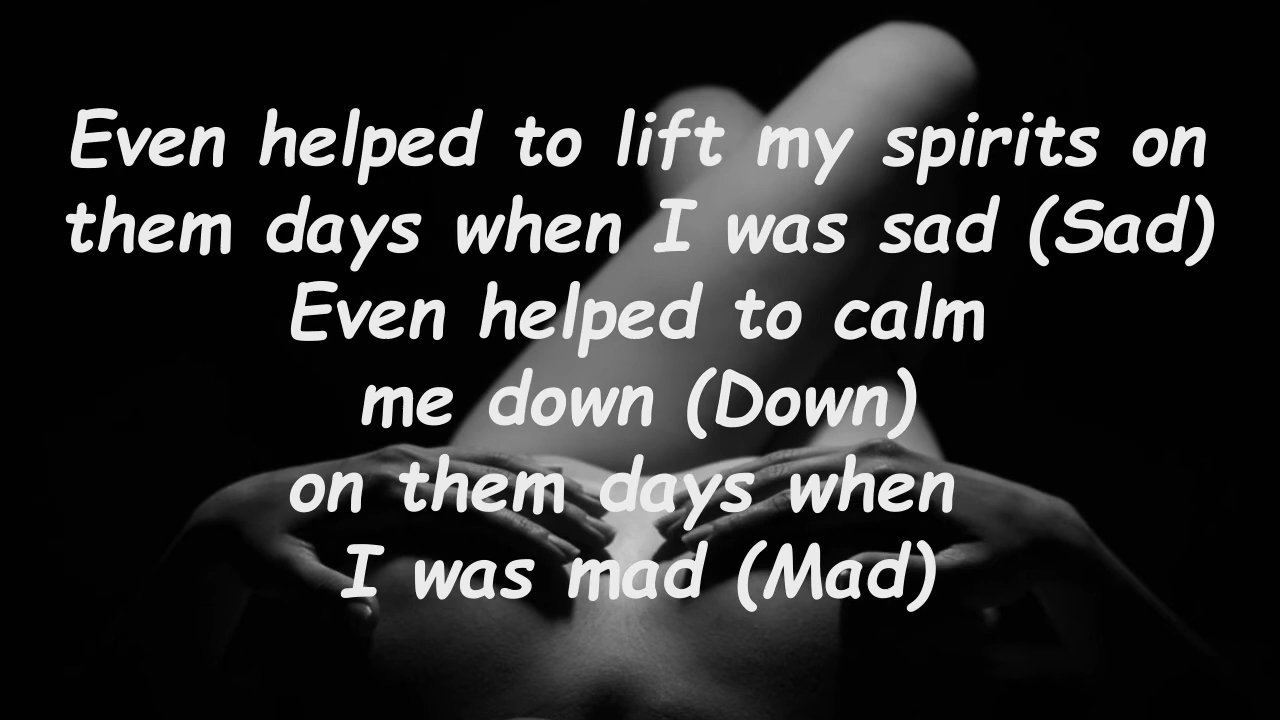 Even helped to lift my spirits on
them days when I was sad (Sad)
Even helped to calm
me down (Down)
on them days when
I was mad (Mad)